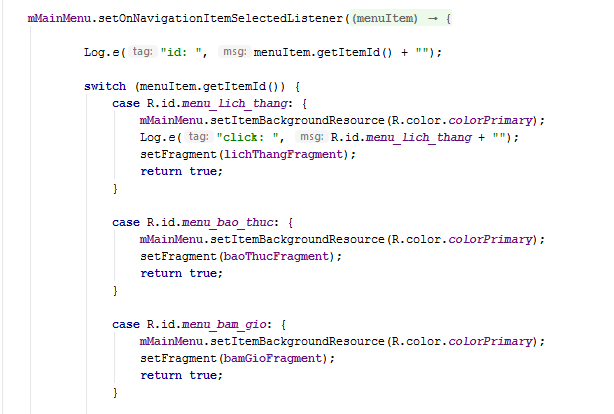 mMainMenu.setOnNavigationItemSelectedListener((menuItem) → {
Log.e( tag: "id: ", msg: menuItem.getItemId() + "");
switch (menuItem.getItemId()) {
case R.id.menu_lich_thang: {
mMainMenu.setItemBackgroundResource(R.color.colorPrimary);
Log.e( tag: "click: ", msg: R.id.menu_lich_thang + "");
setFragment(lichThangFragment);
return true;
}
case R.id.menu_bao_thuc: {
mMainMenu.setItemBackgroundResource(R.color.colorPrimary);
setFragment(baoThucFragment);
return true;
}
case R.id.menu_bam_gio: {
mMainMenu.setItemBackgroundResource(R.color.colorPrimary);
setFragment(bamGioFragment);
return true;
}